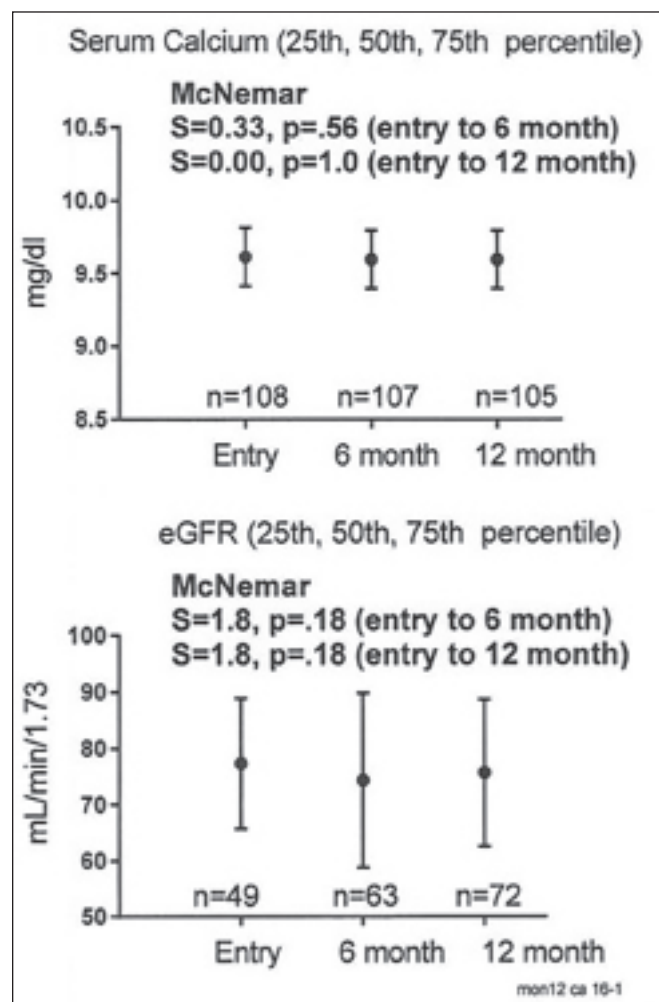 Serum Calcium (25th, 50th, 75th percentile)
McNemar
S=0.33, p=.56 (entry to 6 month)
S=0.00, p=1.0 (entry to 12 month)
10.5
10.0
9.5
9.0
8.5
mg/dl
n=108 n=107 n=105
Entry 6 month 12 month
eGFR (25th, 50th, 75th percentile)
McNemar
S=1.8, p=.18 (entry to 6 month)
S=1.8, p=.18 (entry to 12 month)
100
90
80
70
60
50
mL/min/1.73
n=49 n=63 n=72
Entry 6 month 12 month
mon12 ca 16-1